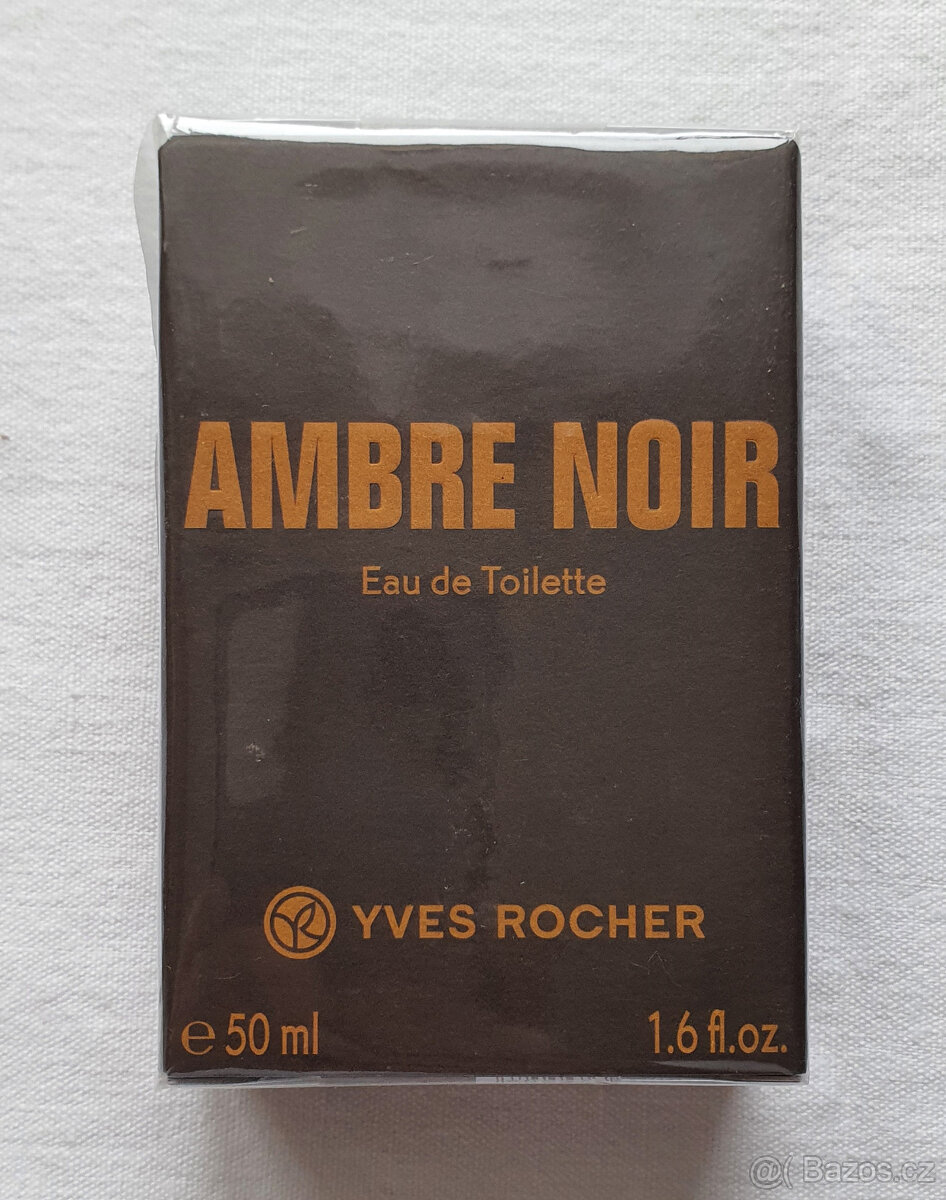 AMBRE NOIR
Eau de Toilette
YVES ROCHER
℮ 50 ml
1.6 fl.oz.
@( Bazos.cz